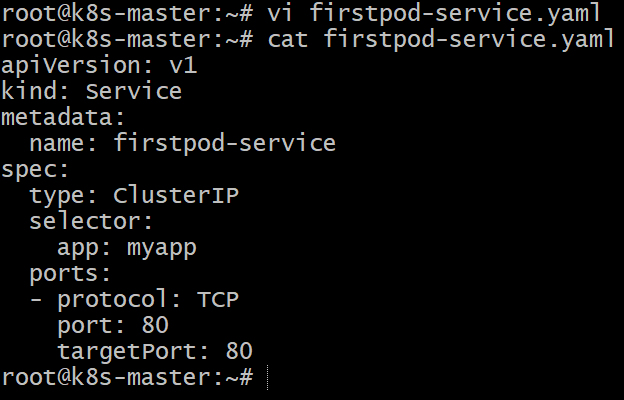 root@k8s-master:~# vi firstpod-service.yaml
root@k8s-master:~# cat firstpod-service.yaml
apiVersion: v1
kind: Service
metadata:
  name: firstpod-service
spec:
  type: ClusterIP
  selector:
    app: myapp
  ports:
  - protocol: TCP
    port: 80
    targetPort: 80
root@k8s-master:~#